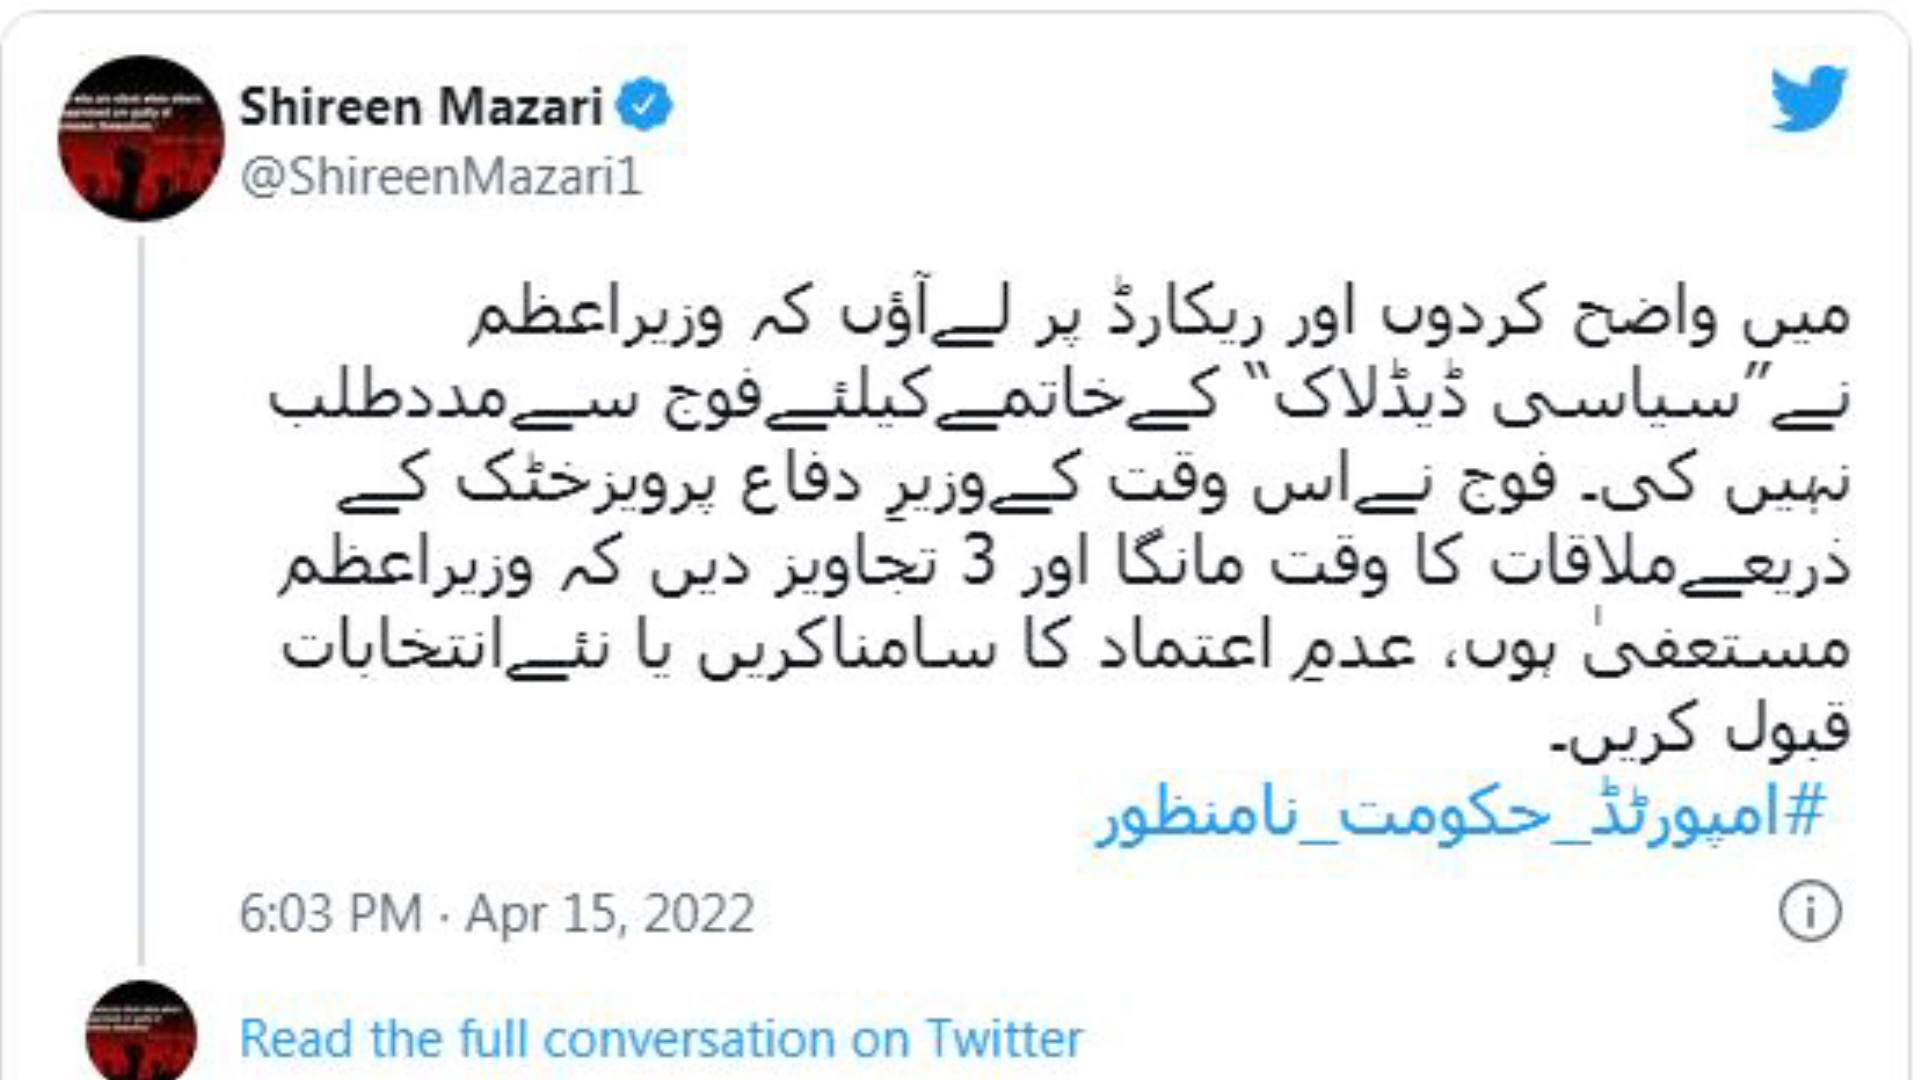 Shireen Mazari
@ShireenMazari1
میں واضح کردوں اور ریکارڈ پر لےآؤں کہ وزیراعظم
نے”سیاسی ڈیڈلاک“ کےخاتمےکیلئےفوج سےمددطلب
نہیں کی۔ فوج نےاس وقت کےوزیرِ دفاع پرویزخٹک کے
ذریعےملاقات کا وقت مانگا اور 3 تجاویز دیں کہ وزیراعظم
مستعفیٰ ہوں، عدمِ اعتماد کا سامناکریں یا نئےانتخابات
قبول کریں۔
#امپورٹڈ_حکومت_نامنظور
6:03 PM · Apr 15, 2022
Read the full conversation on Twitter